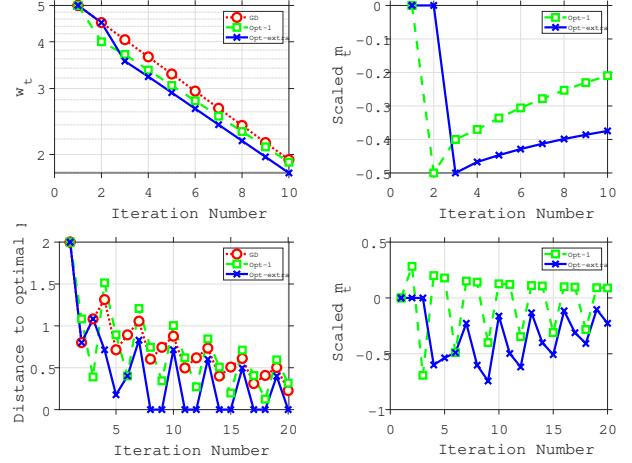 5
4
3
2
w_t
GD
Opt-1
Opt-extra
0 2 4 6 8 10
Iteration Number
0
-0.1
-0.2
-0.3
-0.4
-0.5
Scaled m_t
Opt-1
Opt-extra
0 2 4 6 8 10
Iteration Number
2
1.5
1
0.5
0
Distance to optimal
GD
Opt-1
Opt-extra
5 10 15 20
Iteration Number
0.5
0
-0.5
-1
Scaled m_t
Opt-1
Opt-extra
0 5 10 15 20
Iteration Number